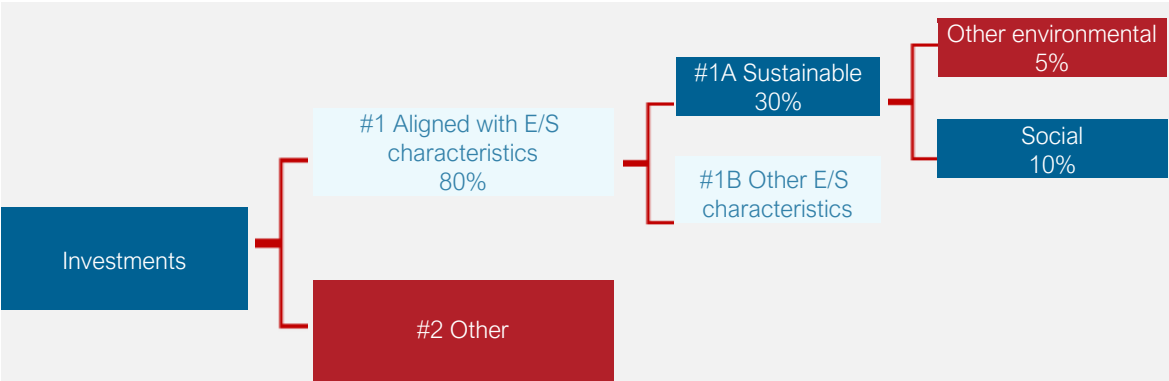 Investments
#1 Aligned with E/S
characteristics
80%
#2 Other
#1A Sustainable
30%
#1B Other E/S
characteristics
Other environmental
5%
Social
10%